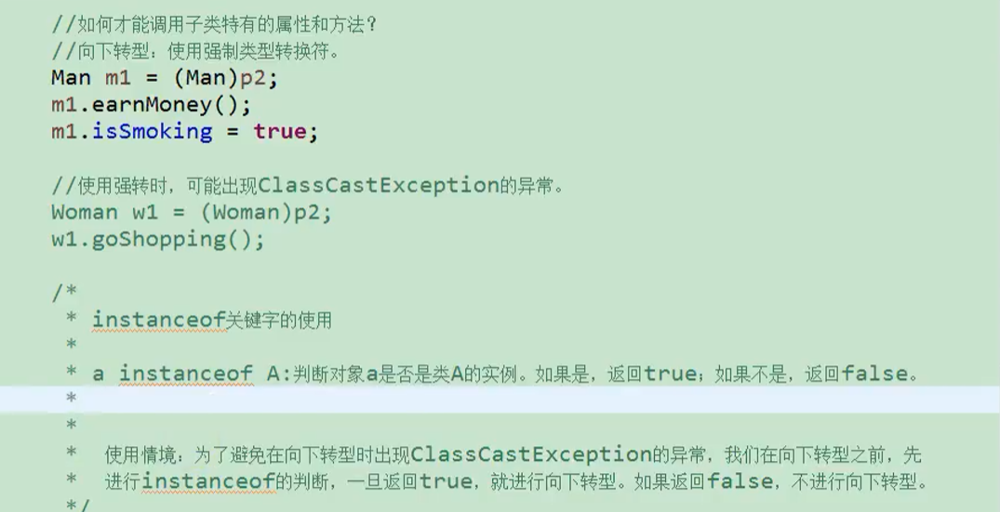 //如何才能调用子类特有的属性和方法？
//向下转型：使用强制类型转换符。
Man m1 = (Man)p2;
m1.earnMoney();
m1.isSmoking = true;
//使用强转时，可能出现ClassCastException的异常。
Woman w1 = (Woman)p2;
w1.goShopping();
/*
* instanceof关键字的使用
*
* a instanceof A:判断对象a是否是类A的实例。如果是，返回true；如果不是，返回false。
*
*
* 使用情境：为了避免在向下转型时出现ClassCastException的异常，我们在向下转型之前，先
* 进行instanceof的判断，一旦返回true，就进行向下转型。如果返回false，不进行向下转型。
*/